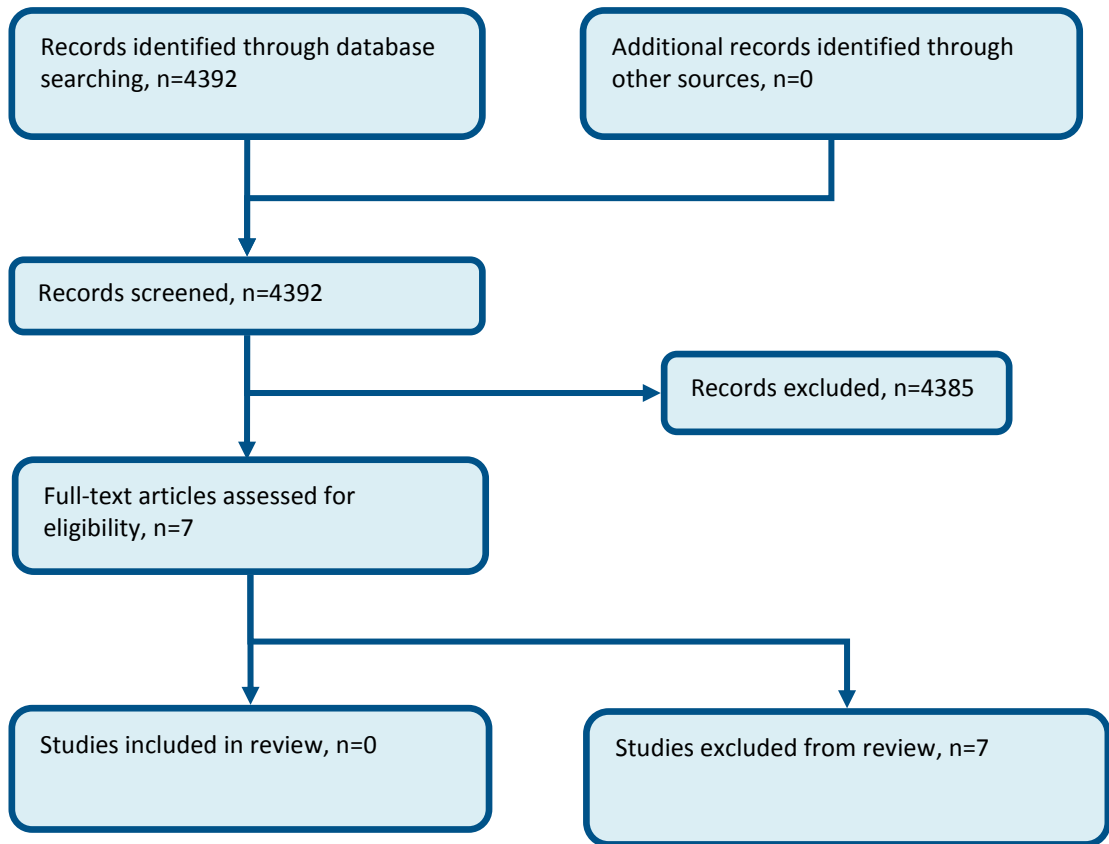 Records identified through database
searching, n=4392
Additional records identified through
other sources, n=0
Records screened, n=4392
Records excluded, n=4385
Full-text articles assessed for
eligibility, n=7
Studies included in review, n=0
Studies excluded from review, n=7